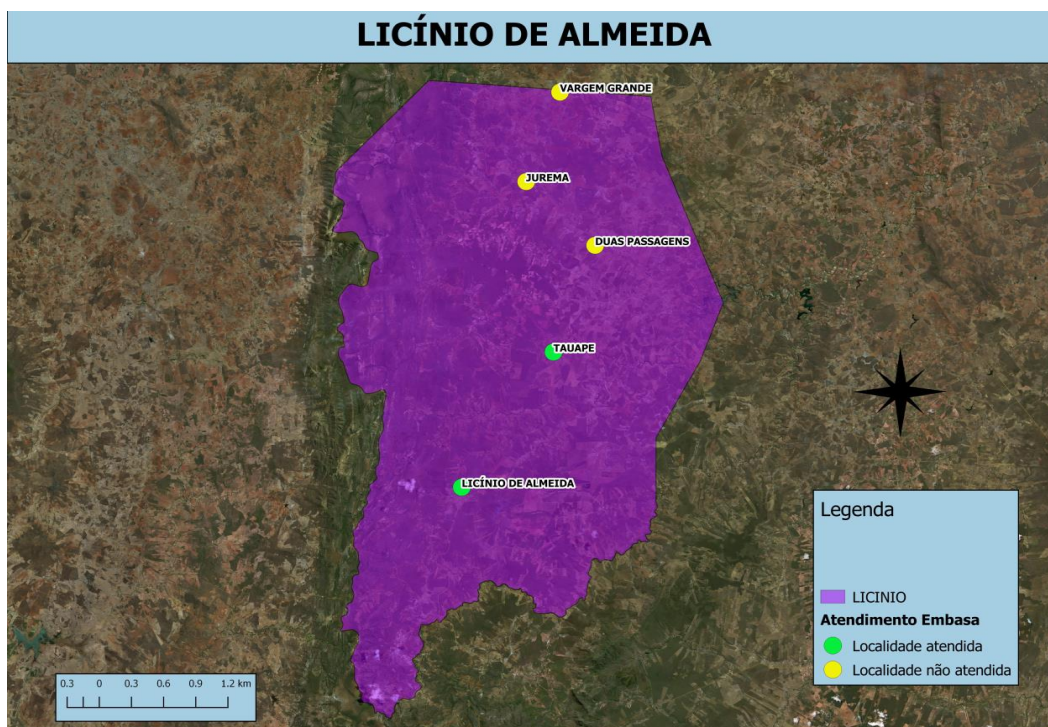 LICÍNIO DE ALMEIDA
VARGEM GRANDE
JUREMA
DUAS PASSAGENS
TAUAPE
LICÍNIO DE ALMEIDA
Legenda
LICINIO
Atendimento Embasa
Localidade atendida
Localidade não atendida
0.3 0 0.3 0.6 0.9 1.2 km